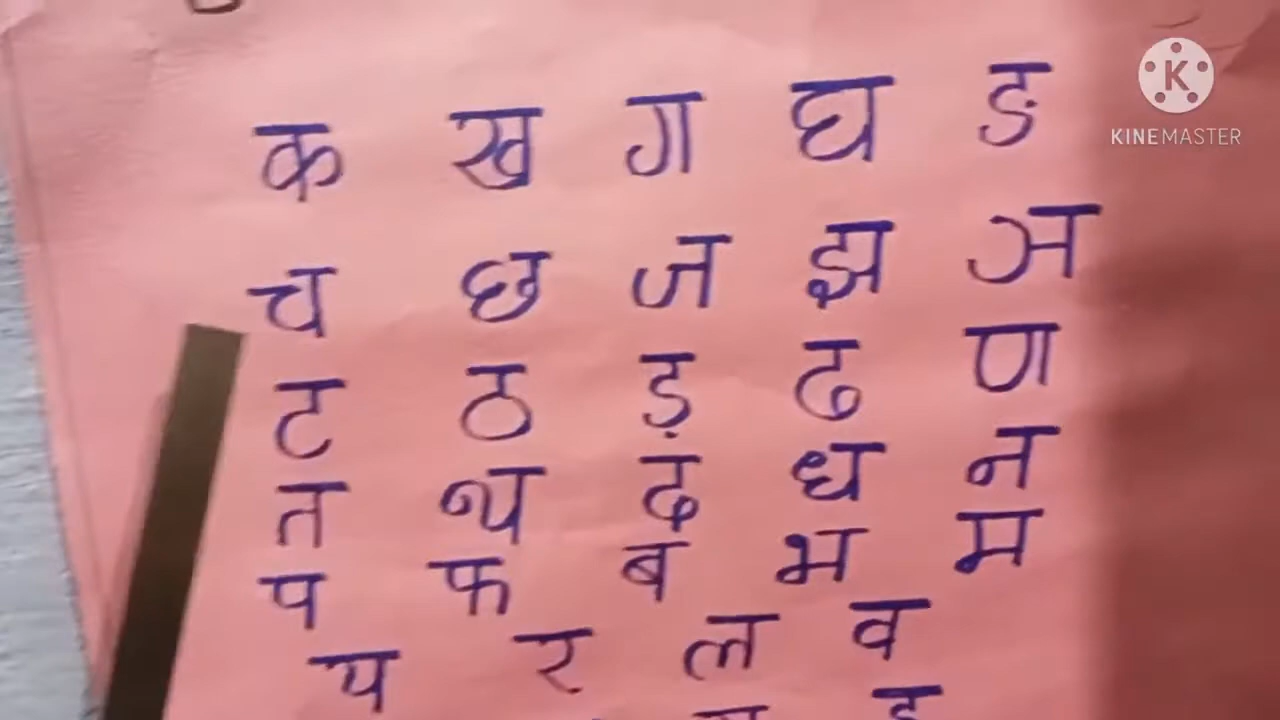 क ख ग घ ङ
च छ ज झ ञ
ट ठ ड़ ढ ण
त थ द ध न
प फ ब भ म
य र ल व
KINEMASTER